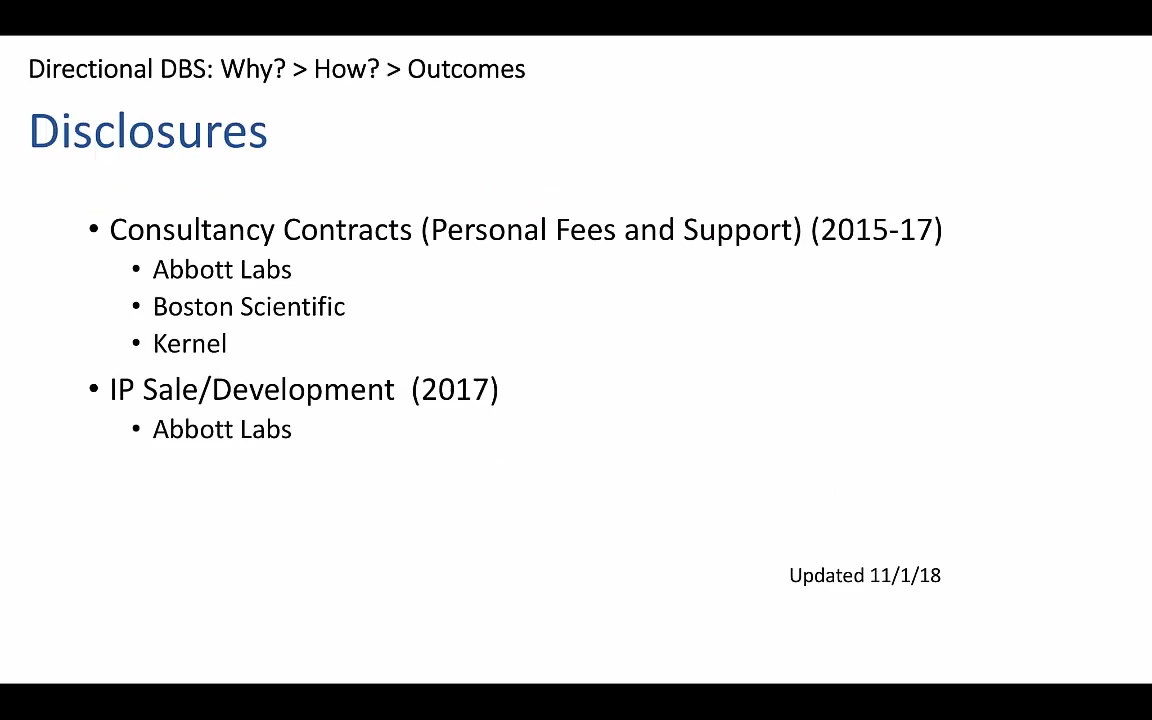 Directional DBS: Why? > How? > Outcomes
Disclosures
• Consultancy Contracts (Personal Fees and Support) (2015-17)
• Abbott Labs
• Boston Scientific
• Kernel
• IP Sale/Development (2017)
• Abbott Labs
Updated 11/1/18